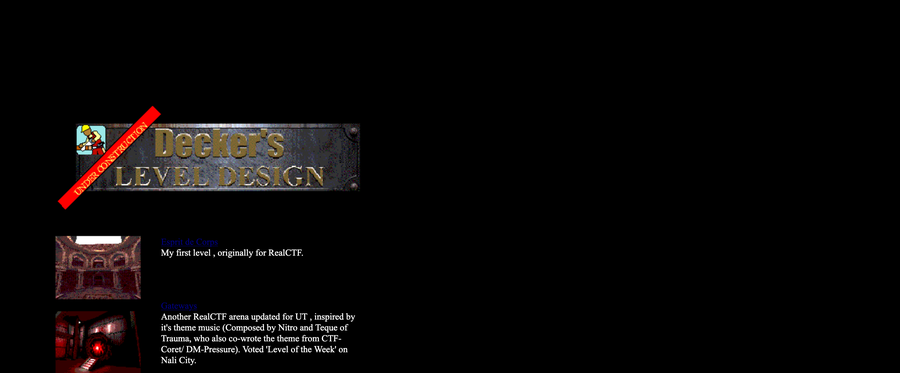 UNDER CONSTRUCTION
Decker's
LEVEL DESIGN
My first level , originally for RealCTF.
Another RealCTF arena updated for UT , inspired by
it's theme music (Composed by Nitro and Teque of
Trauma, who also co-wrote the theme from CTF-
Coret/ DM-Pressure). Voted 'Level of the Week' on
Nali City.